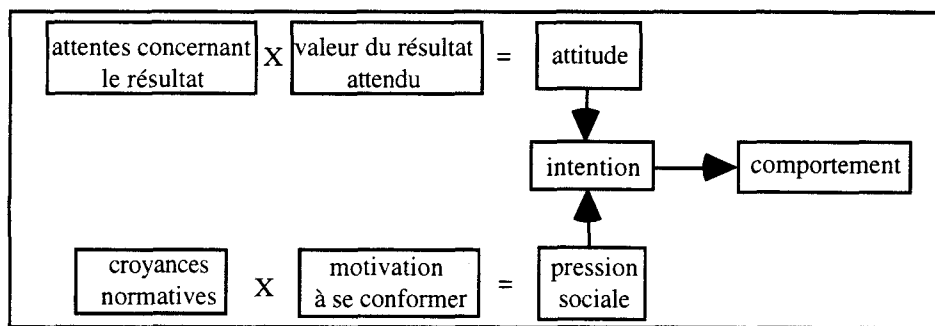 attentes concernant
le résultat
X
valeur du résultat
attendu
=
attitude
intention
comportement
croyances
normatives
X
motivation
à se conformer
=
pression
sociale